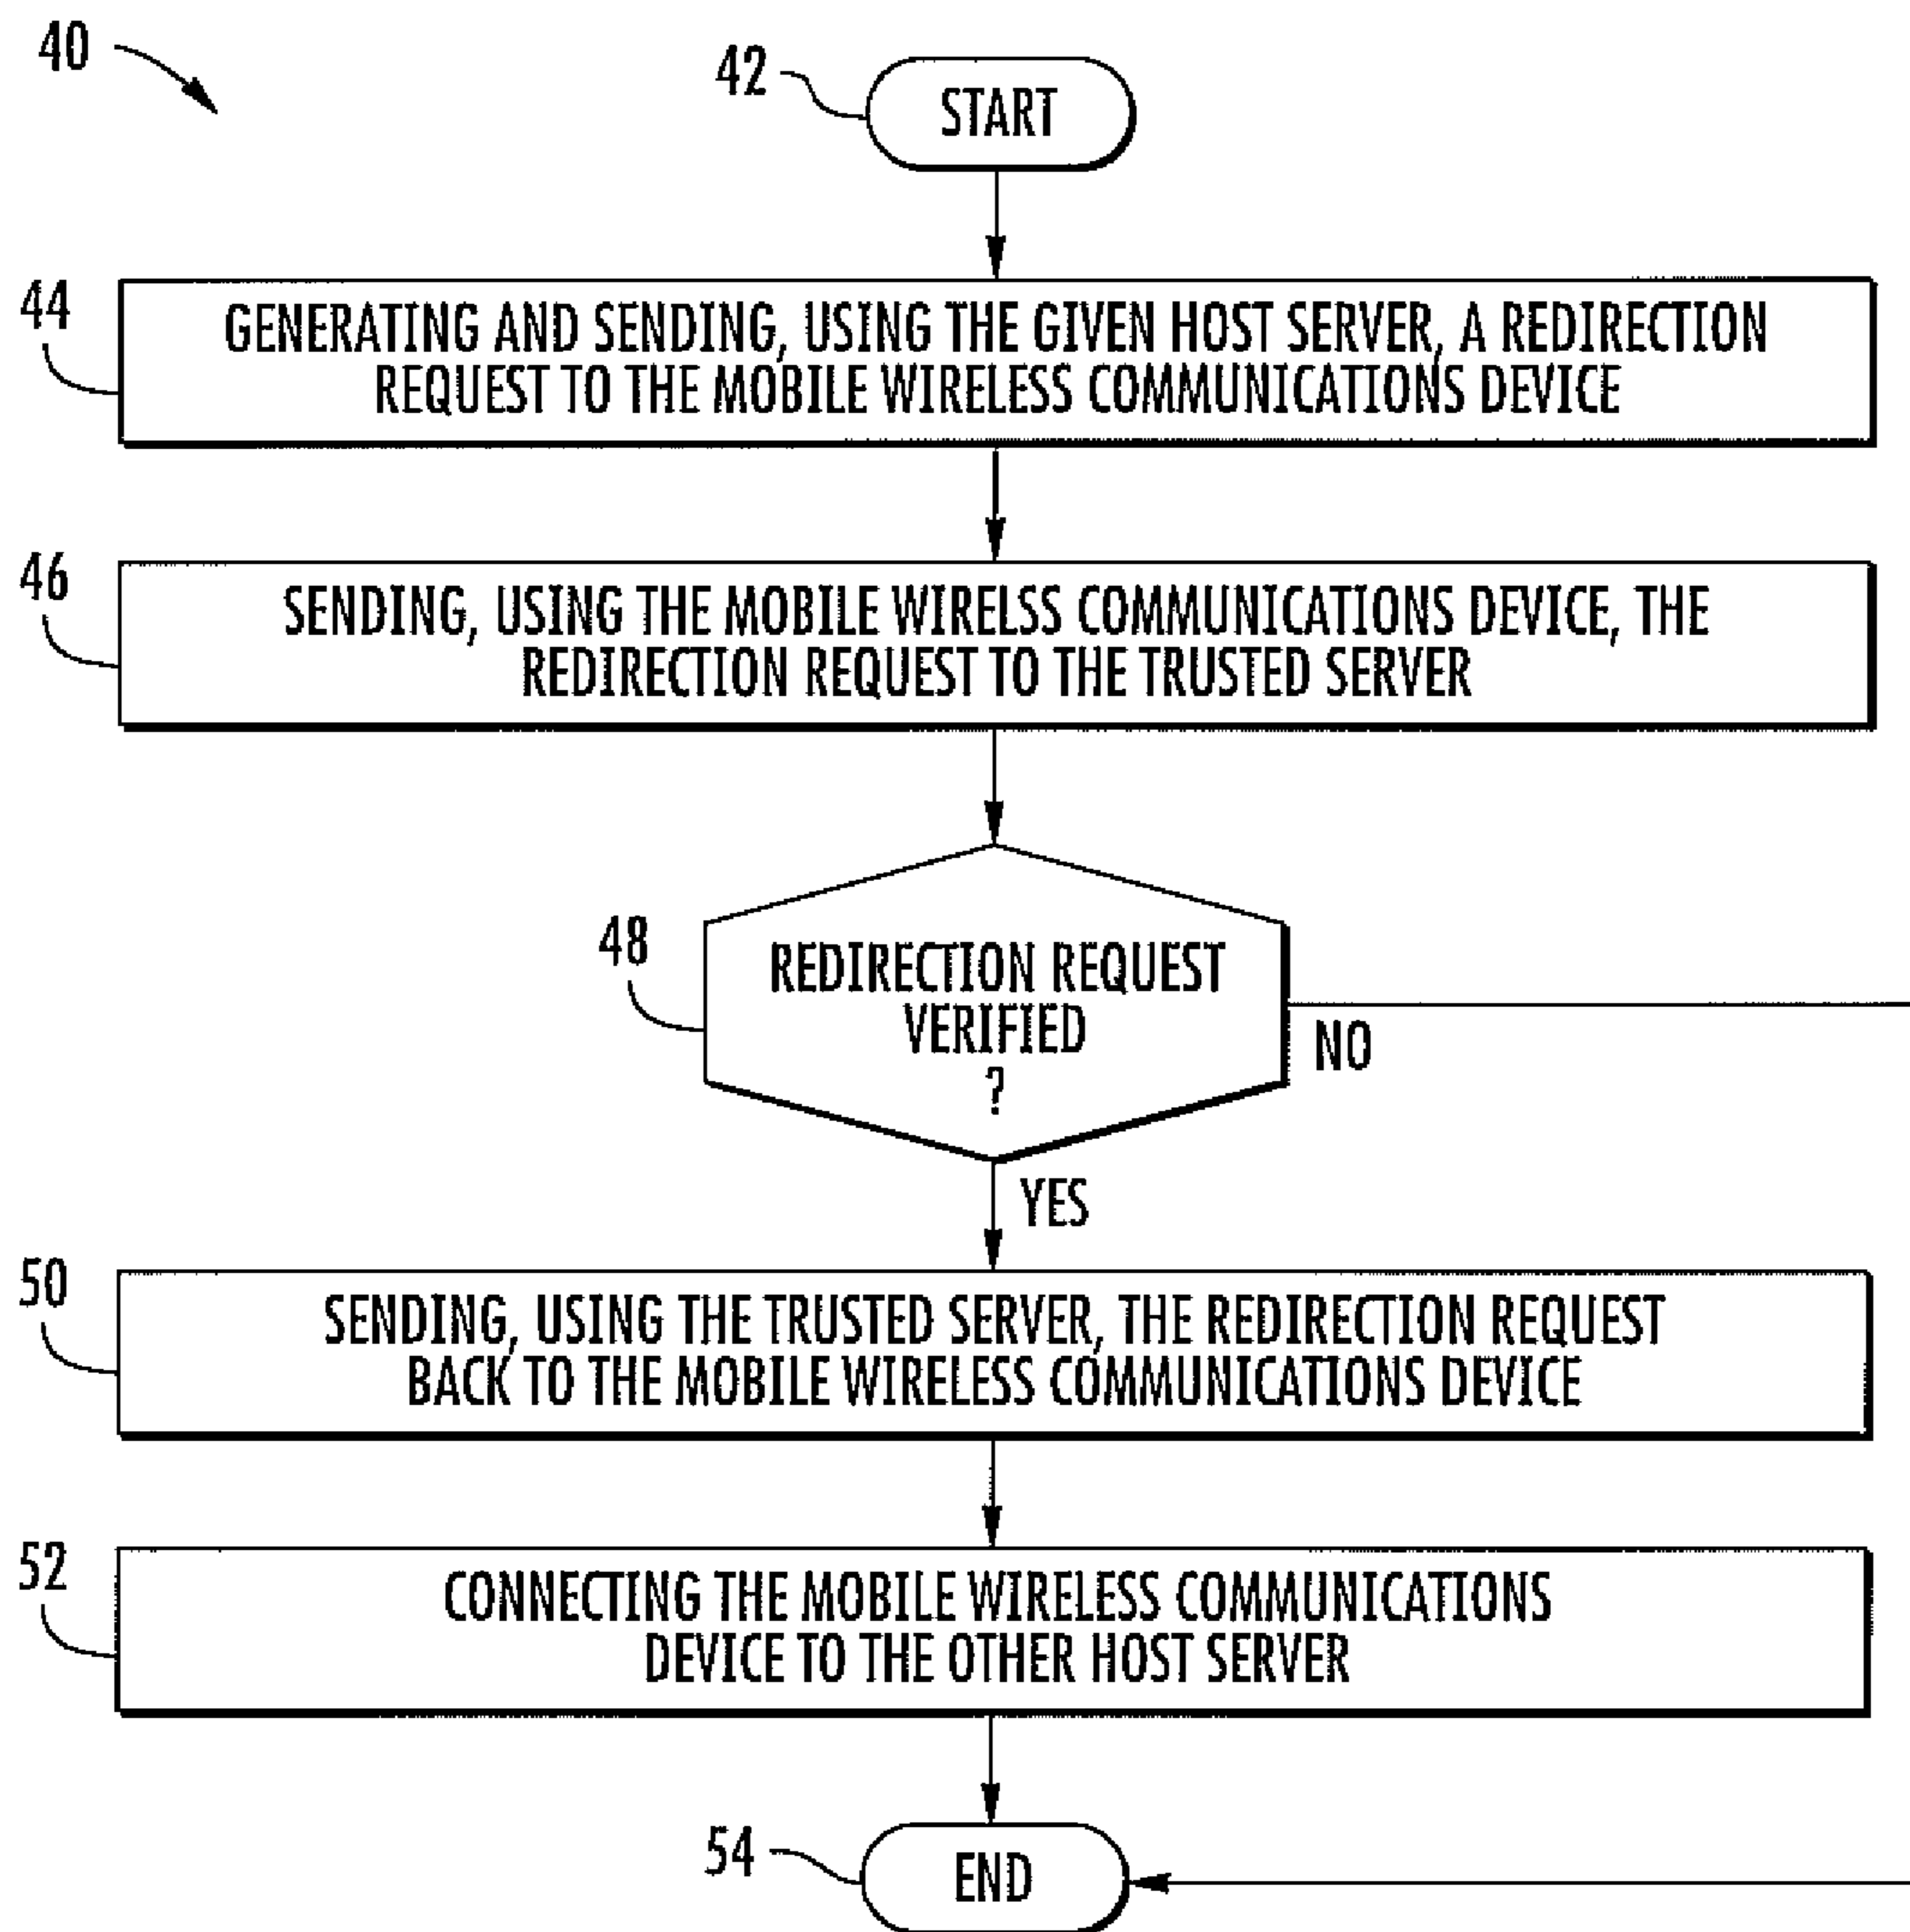 40
42
START
44
GENERATING AND SENDING, USING THE GIVEN HOST SERVER, A REDIRECTION
REQUEST TO THE MOBILE WIRELESS COMMUNICATIONS DEVICE
46
SENDING, USING THE MOBILE WIRELSS COMMUNICATIONS DEVICE, THE
REDIRECTION REQUEST TO THE TRUSTED SERVER
48
REDIRECTION REQUEST
VERIFIED
?
NO
YES
50
SENDING, USING THE TRUSTED SERVER, THE REDIRECTION REQUEST
BACK TO THE MOBILE WIRELESS COMMUNICATIONS DEVICE
52
CONNECTING THE MOBILE WIRELESS COMMUNICATIONS
DEVICE TO THE OTHER HOST SERVER
54
END